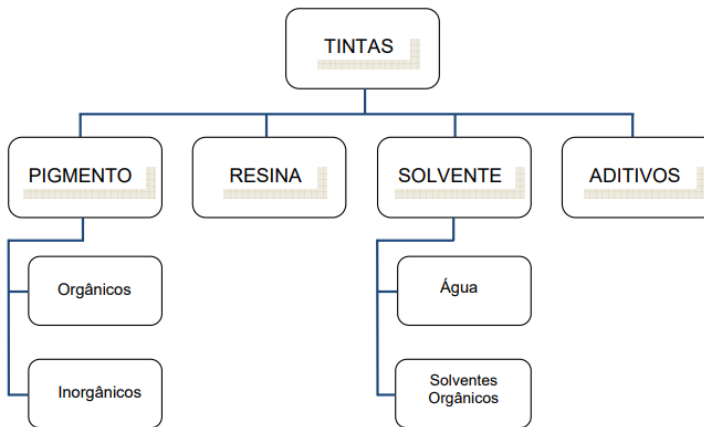 TINTAS
PIGMENTO
RESINA
SOLVENTE
ADITIVOS
Orgânicos
Água
Inorgânicos
Solventes
Orgânicos